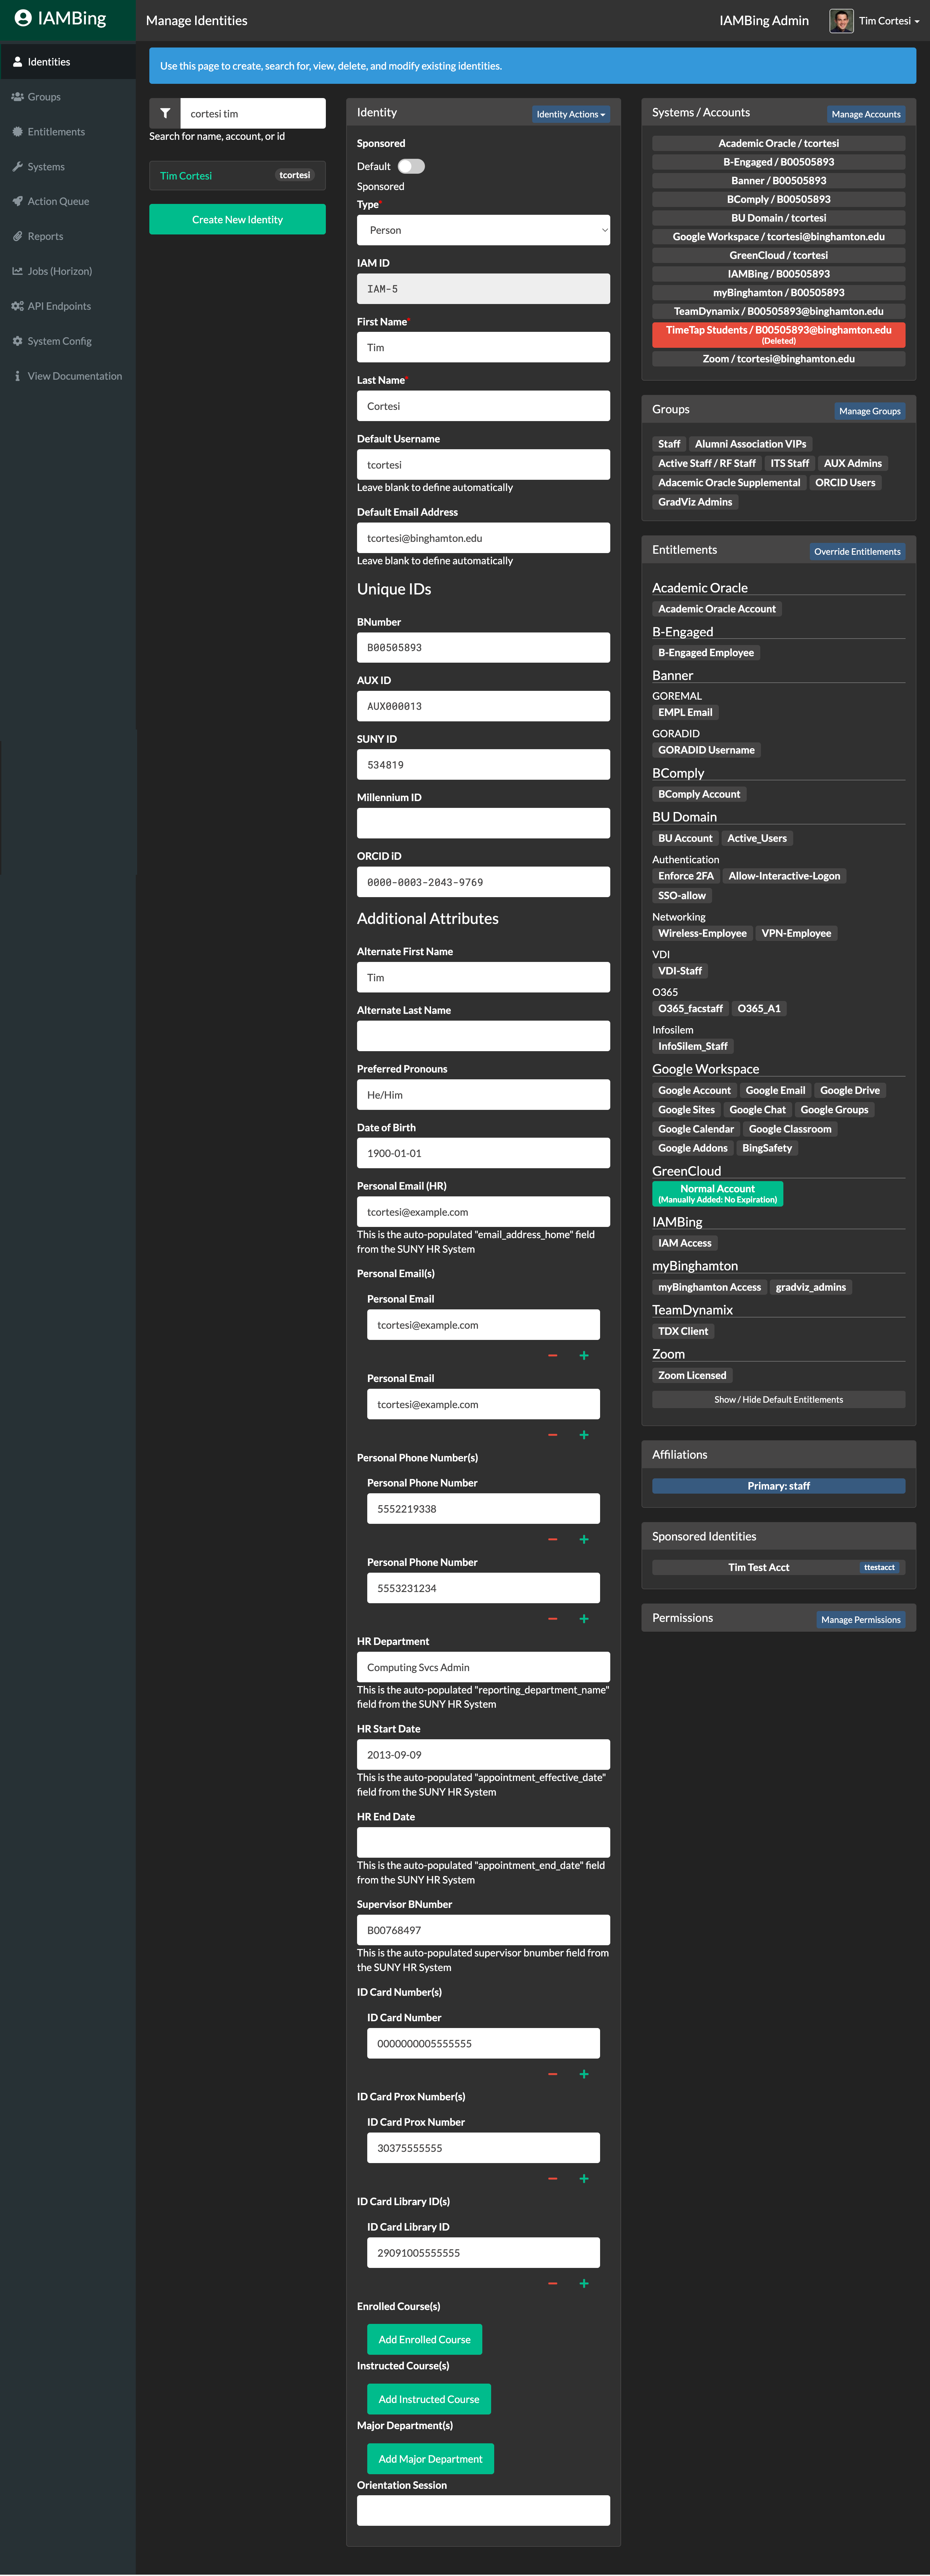 IAMBing
Manage Identities
IAMBing Admin
Tim Cortesi
Identities
Groups
Entitlements
Systems
Action Queue
Reports
Jobs (Horizon)
API Endpoints
System Config
View Documentation
Use this page to create, search for, view, delete, and modify existing identities.
cortesi tim
Search for name, account, or id
Tim Cortesi tcortesi
Create New Identity
Identity Identity Actions
Sponsored
Default
Sponsored
Type*
Person
IAM ID
IAM-5
First Name*
Tim
Last Name*
Cortesi
Default Username
tcortesi
Leave blank to define automatically
Default Email Address
tcortesi@binghamton.edu
Leave blank to define automatically
Unique IDs
BNumber
B00505893
AUX ID
AUX000013
SUNY ID
534819
Millennium ID
ORCID iD
0000-0003-2043-9769
Additional Attributes
Alternate First Name
Tim
Alternate Last Name
Preferred Pronouns
He/Him
Date of Birth
1900-01-01
Personal Email (HR)
tcortesi@example.com
This is the auto-populated "email_address_home" field
from the SUNY HR System
Personal Email(s)
Personal Email
tcortesi@example.com
Personal Email
tcortesi@example.com
Personal Phone Number(s)
Personal Phone Number
5552219338
Personal Phone Number
5553231234
HR Department
Computing Svcs Admin
This is the auto-populated "reporting_department_name"
field from the SUNY HR System
HR Start Date
2013-09-09
This is the auto-populated "appointment_effective_date"
field from the SUNY HR System
HR End Date
This is the auto-populated "appointment_end_date" field
from the SUNY HR System
Supervisor BNumber
B00768497
This is the auto-populated supervisor bnumber field from
the SUNY HR System
ID Card Number(s)
ID Card Number
0000000005555555
ID Card Prox Number(s)
ID Card Prox Number
30375555555
ID Card Library ID(s)
ID Card Library ID
29091005555555
Enrolled Course(s)
Add Enrolled Course
Instructed Course(s)
Add Instructed Course
Major Department(s)
Add Major Department
Orientation Session
Systems / Accounts Manage Accounts
Academic Oracle / tcortesi
B-Engaged / B00505893
Banner / B00505893
BComply / B00505893
BU Domain / tcortesi
Google Workspace / tcortesi@binghamton.edu
GreenCloud / tcortesi
IAMBing / B00505893
myBinghamton / B00505893
TeamDynamix / B00505893@binghamton.edu
TimeTap Students / B00505893@binghamton.edu
(Deleted)
Zoom / tcortesi@binghamton.edu
Groups Manage Groups
Staff Alumni Association VIPs
Active Staff / RF Staff ITS Staff AUX Admins
Adacemic Oracle Supplemental ORCID Users
GradViz Admins
Entitlements Override Entitlements
Academic Oracle
Academic Oracle Account
B-Engaged
B-Engaged Employee
Banner
GOREMAL
EMPL Email
GORADID
GORADID Username
BComply
BComply Account
BU Domain
BU Account Active_Users
Authentication
Enforce 2FA Allow-Interactive-Logon
SSO-allow
Networking
Wireless-Employee VPN-Employee
VDI
VDI-Staff
O365
O365_facstaff O365_A1
Infosilem
InfoSilem_Staff
Google Workspace
Google Account Google Email Google Drive
Google Sites Google Chat Google Groups
Google Calendar Google Classroom
Google Addons BingSafety
GreenCloud
Normal Account
(Manually Added: No Expiration)
IAMBing
IAM Access
myBinghamton
myBinghamton Access gradviz_admins
TeamDynamix
TDX Client
Zoom
Zoom Licensed
Show / Hide Default Entitlements
Affiliations
Primary: staff
Sponsored Identities
Tim Test Acct ttestacct
Permissions Manage Permissions